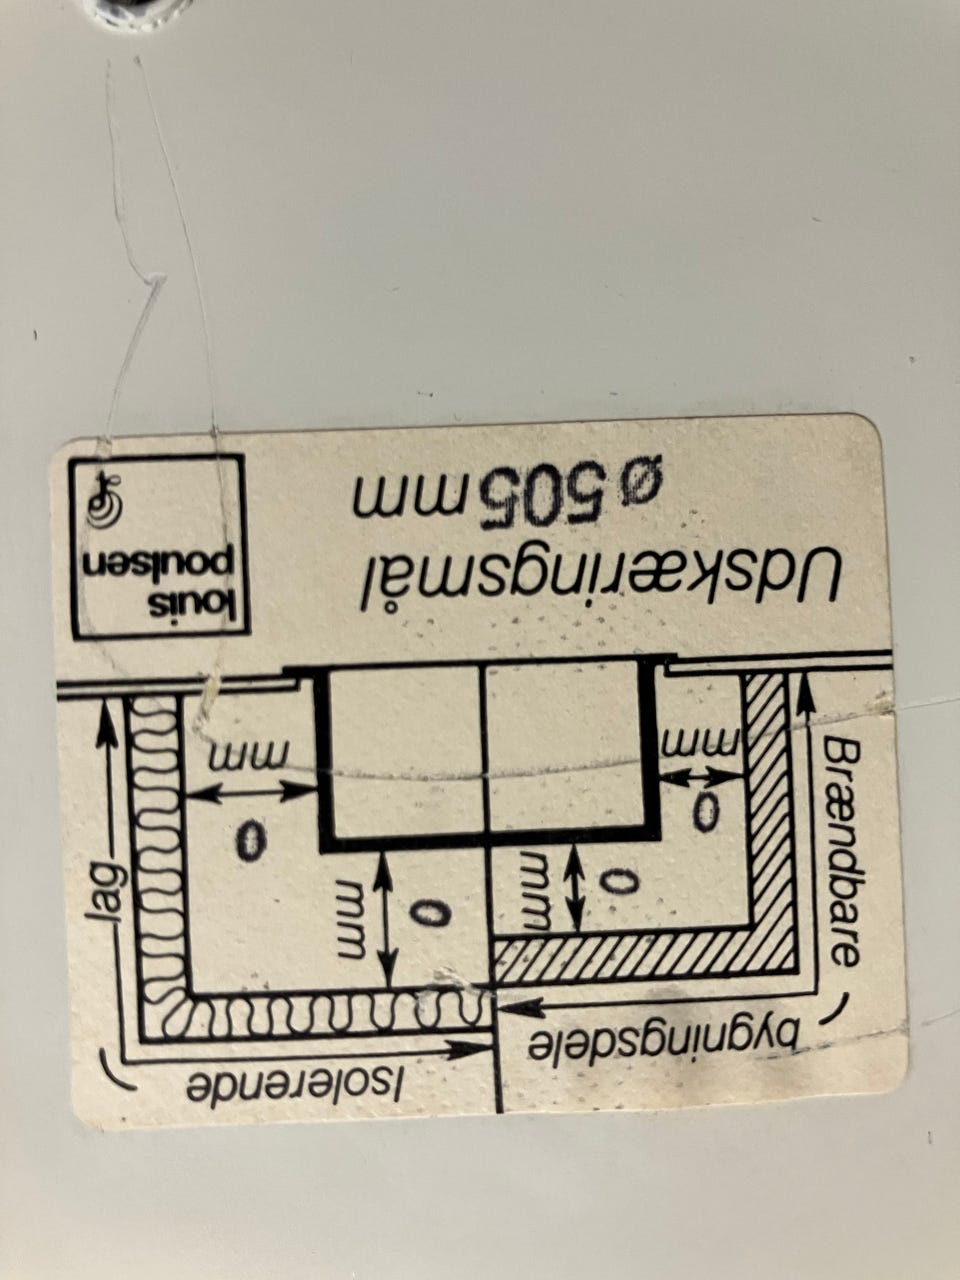 Isolerende
lag
Brændbare
bygningsdele
0
mm
0
mm
0
mm
0
mm
Udskæringsmål
ø 505 mm
louis
poulsen